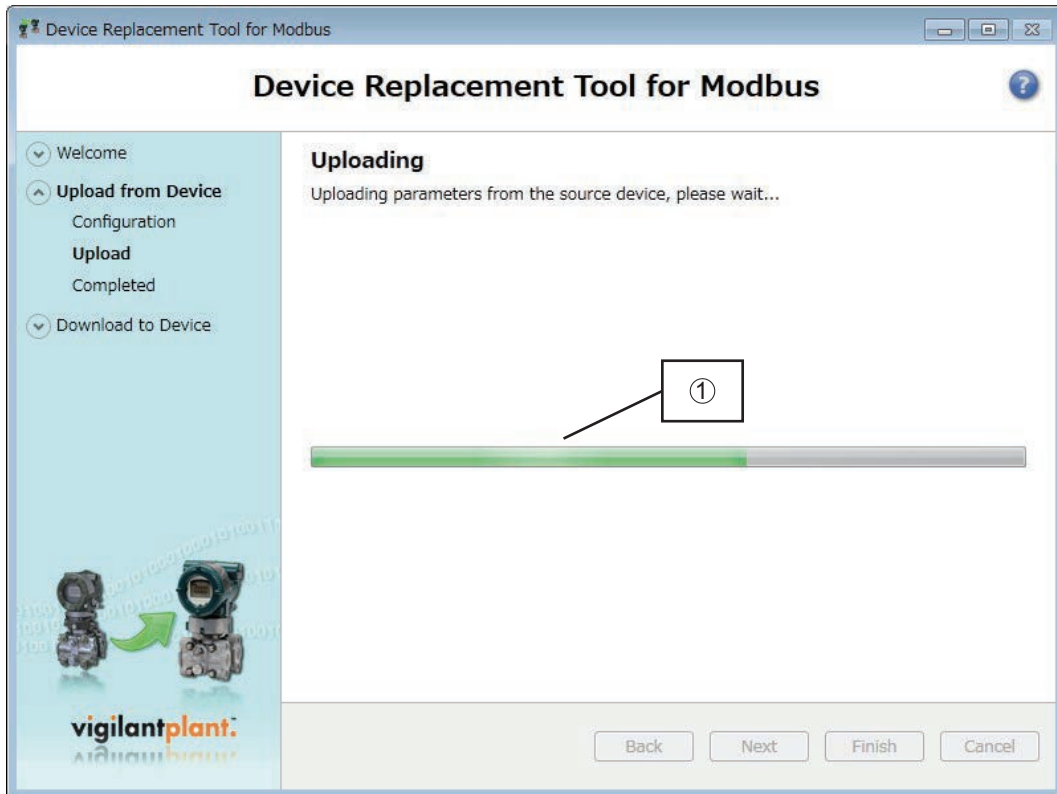 Device Replacement Tool for Modbus
Device Replacement Tool for Modbus
?
Welcome
Upload from Device
Configuration
Upload
Completed
Download to Device
Uploading
Uploading parameters from the source device, please wait...
①
vigilantplant.
Back Next Finish Cancel